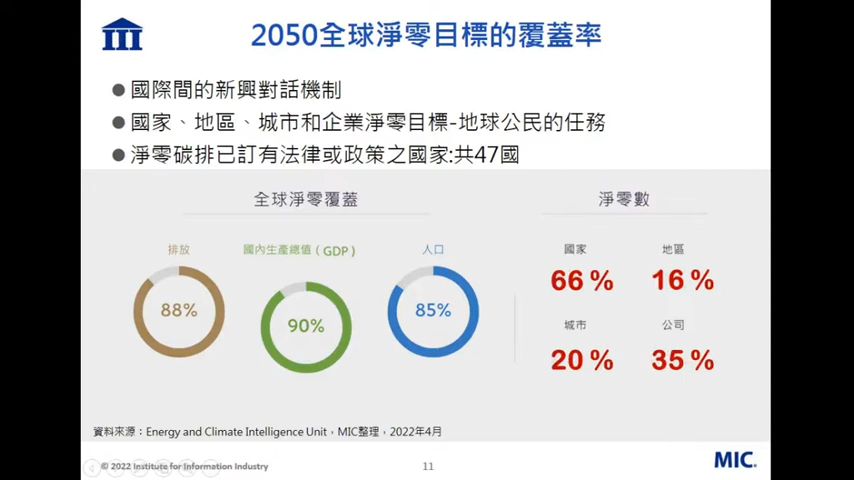 2050全球淨零目標的覆蓋率
國際間的新興對話機制
國家、地區、城市和企業淨零目標-地球公民的任務
淨零碳排已訂有法律或政策之國家:共47國
全球淨零覆蓋
排放
國內生產總值（GDP）
人口
88%
90%
85%
淨零數
國家
地區
66 %
16 %
城市
公司
20 %
35 %
資料來源：Energy and Climate Intelligence Unit，MIC整理，2022年4月
© 2022 Institute for Information Industry
11
MIC®